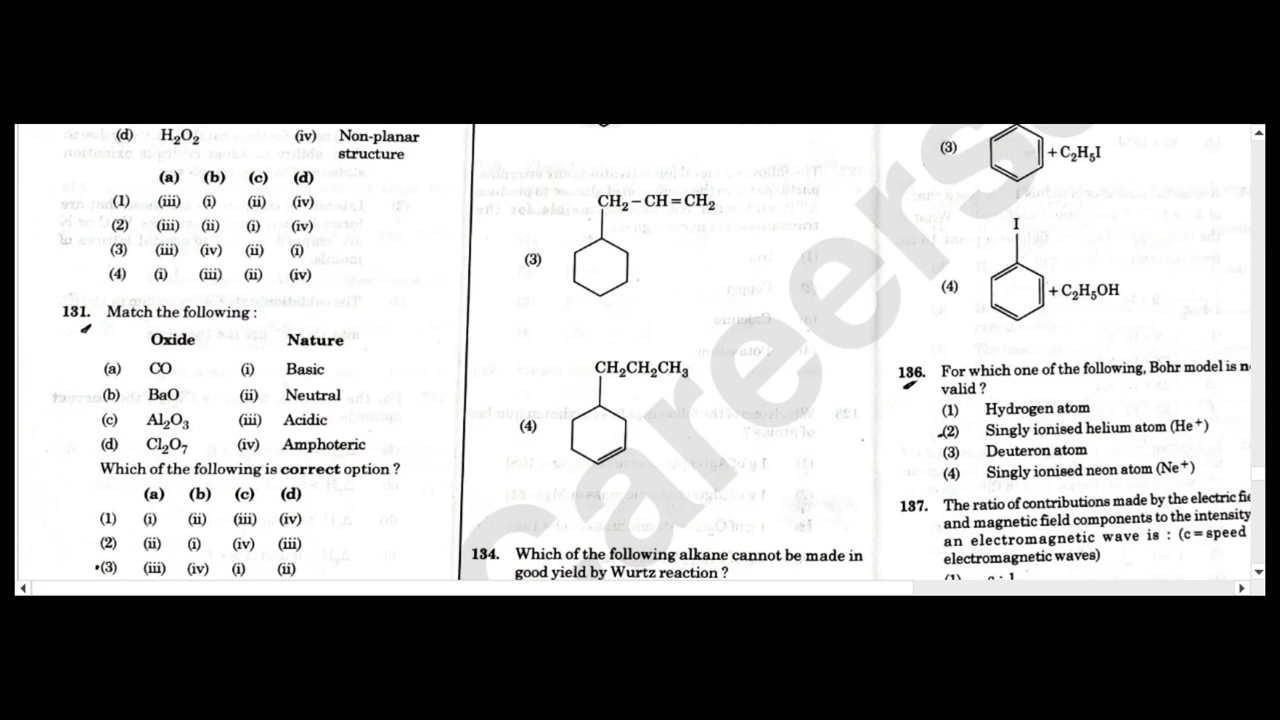 (d) H₂O₂ (iv) Non-planar
structure
(a) (b) (c) (d)
(1) (iii) (i) (ii) (iv)
(2) (iii) (ii) (i) (iv)
(3) (iii) (iv) (ii) (i)
(4) (i) (iii) (ii) (iv)
131. Match the following :
Oxide Nature
(a) CO (i) Basic
(b) BaO (ii) Neutral
(c) Al₂O₃ (iii) Acidic
(d) Cl₂O₇ (iv) Amphoteric
Which of the following is correct option ?
(a) (b) (c) (d)
(1) (i) (ii) (iii) (iv)
(2) (ii) (i) (iv) (iii)
(3) (iii) (iv) (i) (ii)
CH₂–CH=CH₂
(3)
CH₂CH₂CH₃
(4)
134. Which of the following alkane cannot be made in
good yield by Wurtz reaction ?
(3) + C₂H₅I
I
(4) + C₂H₅OH
136. For which one of the following, Bohr model is
valid ?
(1) Hydrogen atom
(2) Singly ionised helium atom (He⁺)
(3) Deuteron atom
(4) Singly ionised neon atom (Ne⁺)
137. The ratio of contributions made by the electric
and magnetic field components to the intensity
an electromagnetic wave is : (c = speed
electromagnetic waves)
Careers